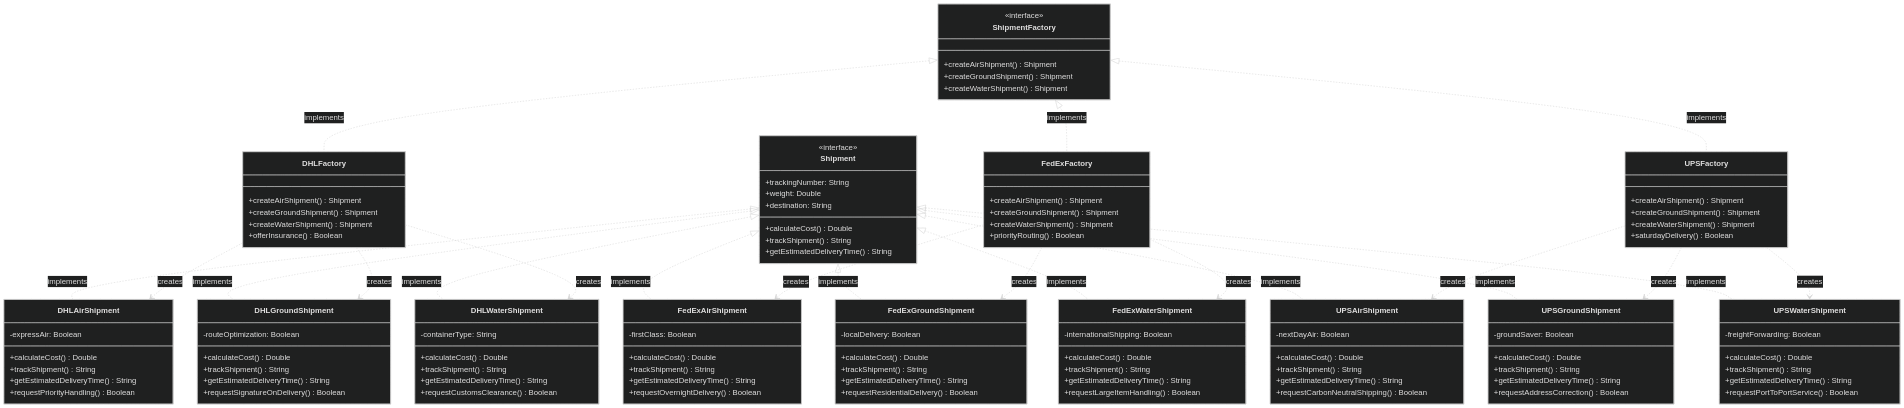 «interface»
ShipmentFactory
+createAirShipment() : Shipment
+createGroundShipment() : Shipment
+createWaterShipment() : Shipment
implements
implements
implements
DHLFactory
+createAirShipment() : Shipment
+createGroundShipment() : Shipment
+createWaterShipment() : Shipment
+offerInsurance() : Boolean
«interface»
Shipment
+trackingNumber: String
+weight: Double
+destination: String
+calculateCost() : Double
+trackShipment() : String
+getEstimatedDeliveryTime() : String
FedExFactory
+createAirShipment() : Shipment
+createGroundShipment() : Shipment
+createWaterShipment() : Shipment
+priorityRouting() : Boolean
UPSFactory
+createAirShipment() : Shipment
+createGroundShipment() : Shipment
+createWaterShipment() : Shipment
+saturdayDelivery() : Boolean
implements
creates
implements
creates
implements
creates
implements
creates
implements
creates
implements
creates
implements
creates
implements
creates
implements
creates
DHLAirShipment
-expressAir: Boolean
+calculateCost() : Double
+trackShipment() : String
+getEstimatedDeliveryTime() : String
+requestPriorityHandling() : Boolean
DHLGroundShipment
-routeOptimization: Boolean
+calculateCost() : Double
+trackShipment() : String
+getEstimatedDeliveryTime() : String
+requestSignatureOnDelivery() : Boolean
DHLWaterShipment
-containerType: String
+calculateCost() : Double
+trackShipment() : String
+getEstimatedDeliveryTime() : String
+requestCustomsClearance() : Boolean
FedExAirShipment
-firstClass: Boolean
+calculateCost() : Double
+trackShipment() : String
+getEstimatedDeliveryTime() : String
+requestOvernightDelivery() : Boolean
FedExGroundShipment
-localDelivery: Boolean
+calculateCost() : Double
+trackShipment() : String
+getEstimatedDeliveryTime() : String
+requestResidentialDelivery() : Boolean
FedExWaterShipment
-internationalShipping: Boolean
+calculateCost() : Double
+trackShipment() : String
+getEstimatedDeliveryTime() : String
+requestLargeItemHandling() : Boolean
UPSAirShipment
-nextDayAir: Boolean
+calculateCost() : Double
+trackShipment() : String
+getEstimatedDeliveryTime() : String
+requestCarbonNeutralShipping() : Boolean
UPSGroundShipment
-groundSaver: Boolean
+calculateCost() : Double
+trackShipment() : String
+getEstimatedDeliveryTime() : String
+requestAddressCorrection() : Boolean
UPSWaterShipment
-freightForwarding: Boolean
+calculateCost() : Double
+trackShipment() : String
+getEstimatedDeliveryTime() : String
+requestPortToPortService() : Boolean